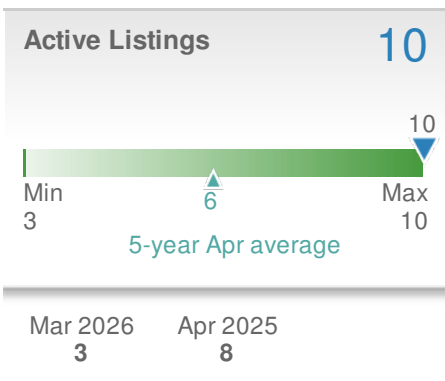 Active Listings 10
10
Min Max
3 6 10
5-year Apr average
Mar 2026 Apr 2025
3 8